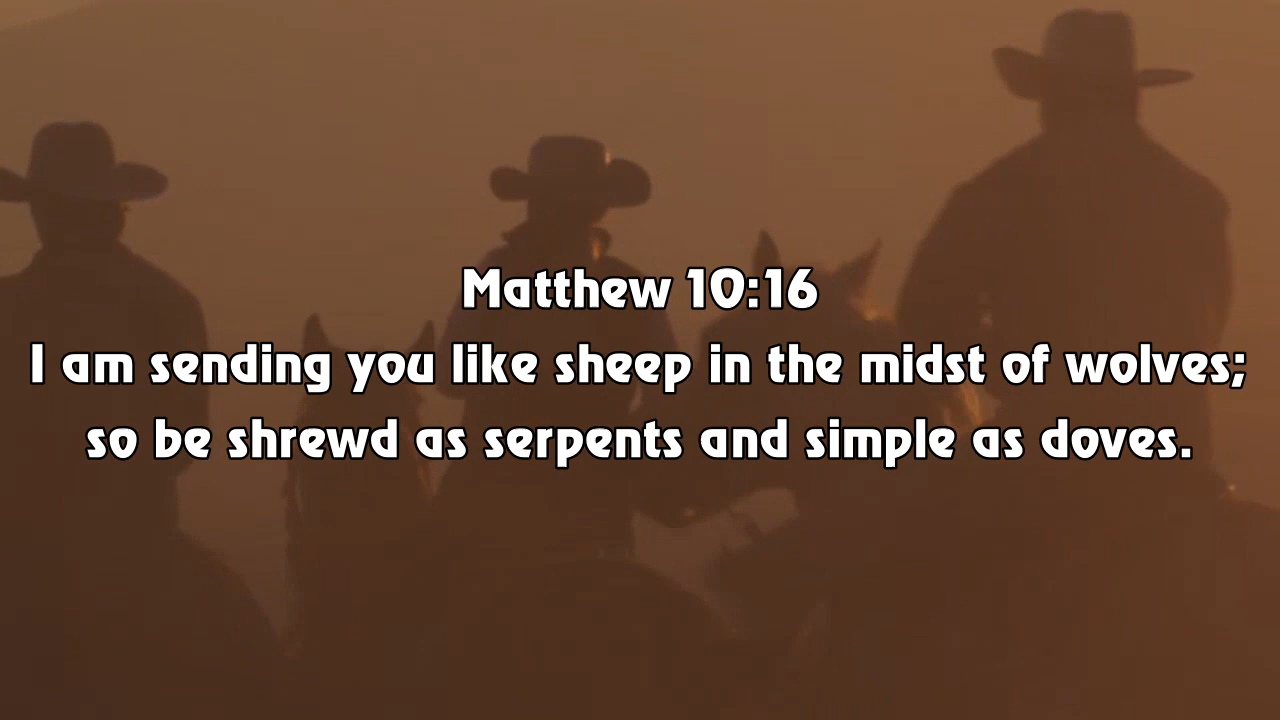 Matthew 10:16
I am sending you like sheep in the midst of wolves;
so be shrewd as serpents and simple as doves.